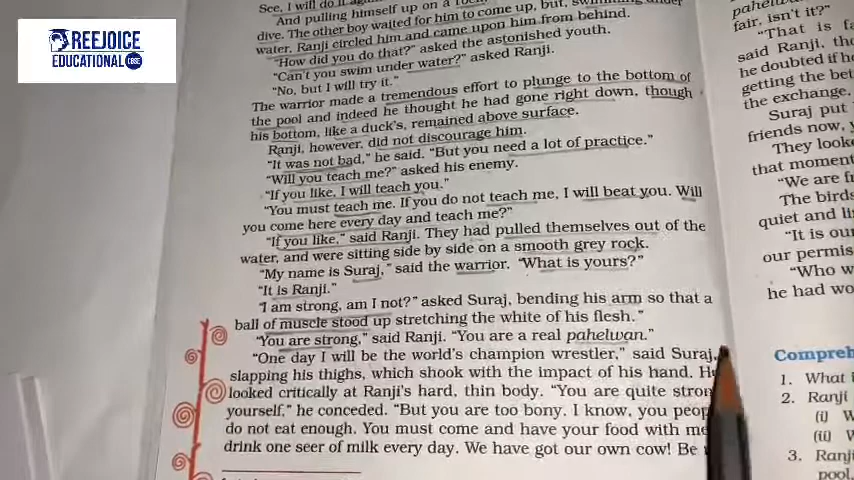 REEJOICE
EDUCATIONAL CBSE
See, I will do it again
And pulling himself up on a rock
dive. The other boy waited for him to come up, but, swimming under
water, Ranji circled him and came upon him from behind.
"How did you do that?" asked the astonished youth.
"Can't you swim under water?" asked Ranji.
"No, but I will try it."
The warrior made a tremendous effort to plunge to the bottom of
the pool and indeed he thought he had gone right down, though
his bottom, like a duck's, remained above surface.
Ranji, however, did not discourage him.
"It was not bad," he said. "But you need a lot of practice."
"Will you teach me?" asked his enemy.
"If you like, I will teach you."
"You must teach me. If you do not teach me, I will beat you. Will
you come here every day and teach me?"
"If you like," said Ranji. They had pulled themselves out of the
water, and were sitting side by side on a smooth grey rock.
"My name is Suraj," said the warrior. "What is yours?"
"It is Ranji."
"I am strong, am I not?" asked Suraj, bending his arm so that a
ball of muscle stood up stretching the white of his flesh."
"You are strong," said Ranji. "You are a real pahelwan."
"One day I will be the world's champion wrestler," said Suraj,
slapping his thighs, which shook with the impact of his hand. He
looked critically at Ranji's hard, thin body. "You are quite stron
yourself," he conceded. "But you are too bony. I know, you peop
do not eat enough. You must come and have your food with me
drink one seer of milk every day. We have got our own cow! Be
pahelw
fair, isn't it?"
"That is fa
said Ranji, tho
he doubted if h
getting the bet
the exchange.
Suraj put
friends now, y
They looke
that moment
"We are fr
The birds
quiet and li
"It is our
our permis
"Who w
he had wo
Compreh
1. What i
2. Ranji
(i) W
(ii) W
3. Ranji
pool,